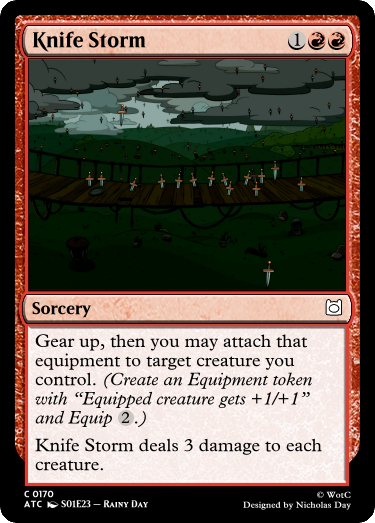 Knife Storm 1
Sorcery
Gear up, then you may attach that
equipment to target creature you
control. (Create an Equipment token
with “Equipped creature gets +1/+1”
and Equip 2.)
Knife Storm deals 3 damage to each
creature.
C 0170
ATC S01E23 – Rainy Day
© WotC
Designed by Nicholas Day